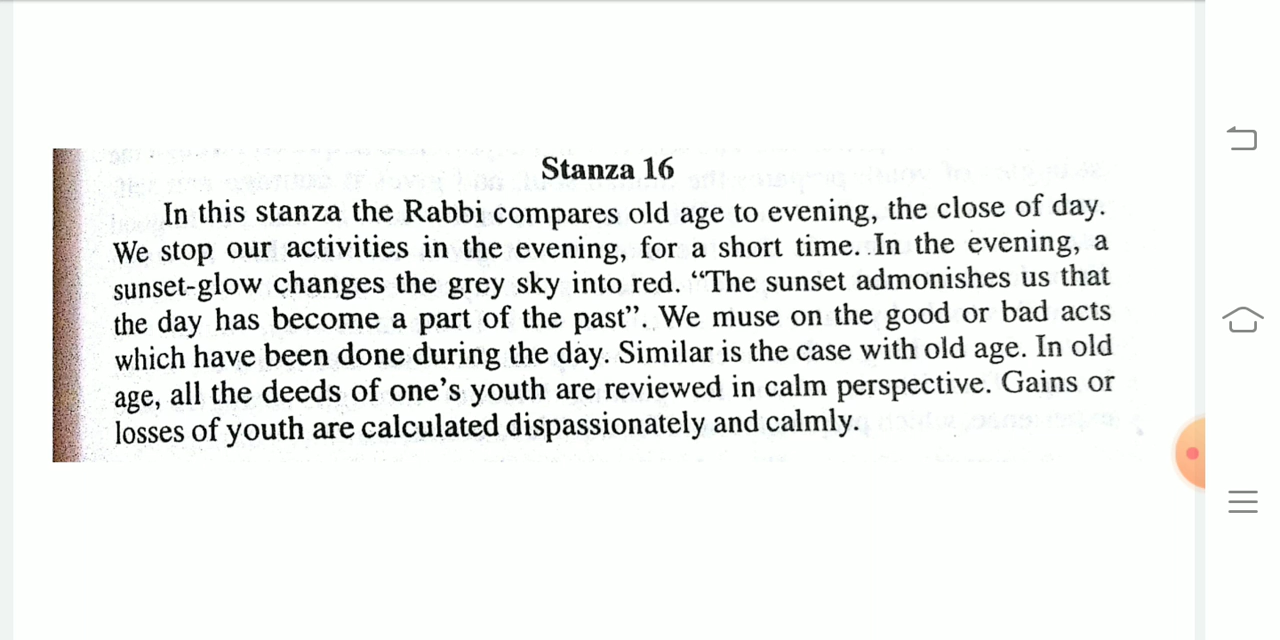 Stanza 16
In this stanza the Rabbi compares old age to evening, the close of day.
We stop our activities in the evening, for a short time. In the evening, a
sunset-glow changes the grey sky into red. “The sunset admonishes us that
the day has become a part of the past”. We muse on the good or bad acts
which have been done during the day. Similar is the case with old age. In old
age, all the deeds of one’s youth are reviewed in calm perspective. Gains or
losses of youth are calculated dispassionately and calmly.